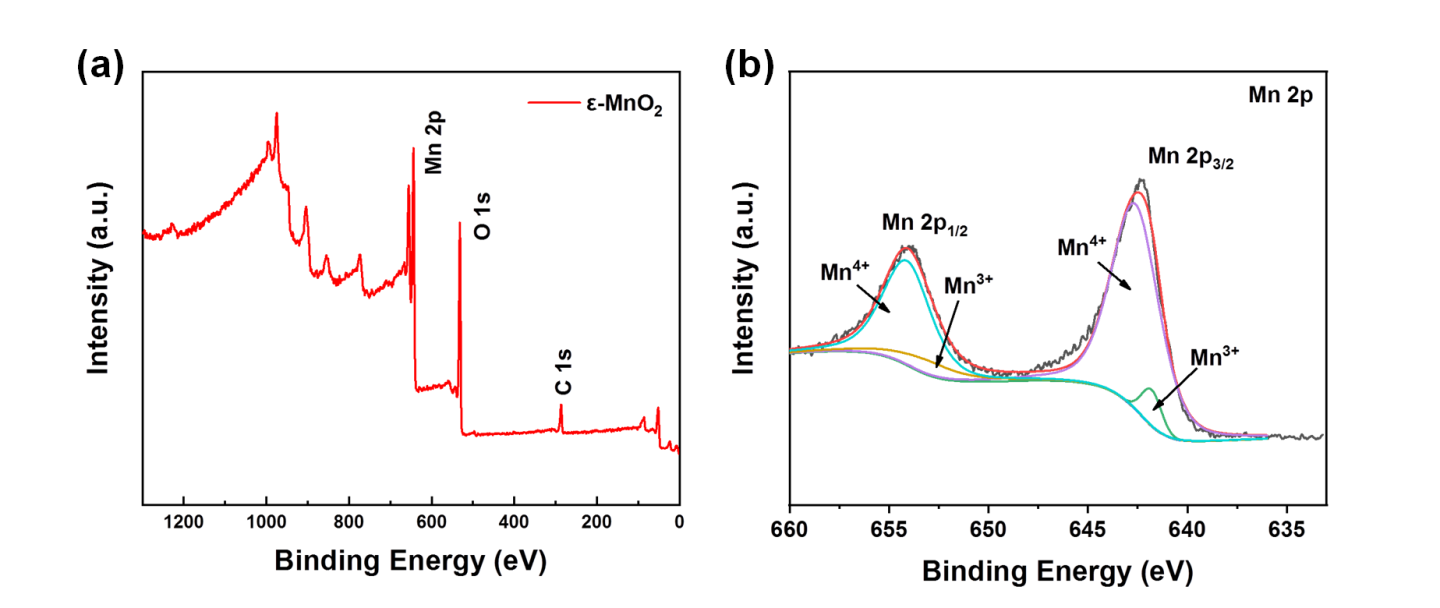 (a)
ε-MnO₂
Mn 2p
O 1s
C 1s
Intensity (a.u.)
1200 1000 800 600 400 200 0
Binding Energy (eV)
(b)
Mn 2p
Mn 2p₃/₂
Mn 2p₁/₂
Mn⁴⁺
Mn⁴⁺
Mn³⁺
Mn³⁺
Intensity (a.u.)
660 655 650 645 640 635
Binding Energy (eV)